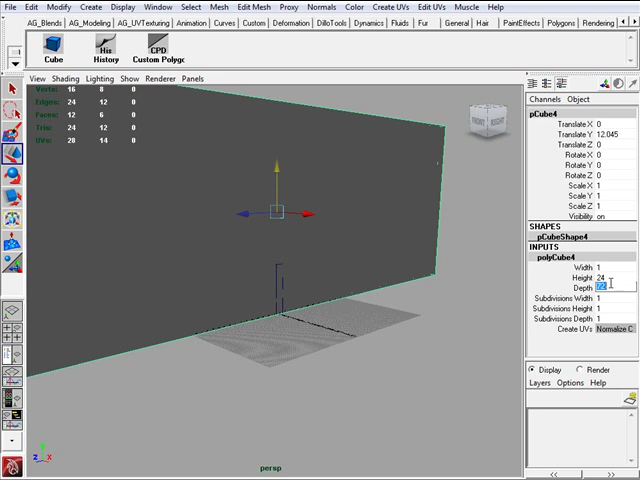 File Edit Modify Create Display Window Select Mesh Edit Mesh Proxy Normals Color Create UVs Edit UVs Muscle Help
AG_Blends AG_Modeling AG_UVTexturing Animation Curves Custom Deformation DilloTools Dynamics Fluids Fur General Hair PaintEffects Polygons Rendering
His CPD
Cube History Custom Polygc
View Shading Lighting Show Renderer Panels
Verts: 16 8 0
Edges: 24 12 0
Faces: 12 6 0
Tris: 24 12 0
UVs: 28 14 0
FRONT RIGHT
Channels Object
pCube4
Translate X 0
Translate Y 12.045
Translate Z 0
Rotate X 0
Rotate Y 0
Rotate Z 0
Scale X 1
Scale Y 1
Scale Z 1
Visibility on
SHAPES
pCubeShape4
INPUTS
polyCube4
Width 1
Height 24
Depth 72
Subdivisions Width 1
Subdivisions Height 1
Subdivisions Depth 1
Create UVs Normalize C
Display Render
Layers Options Help
persp
Y
Z X
<< >>